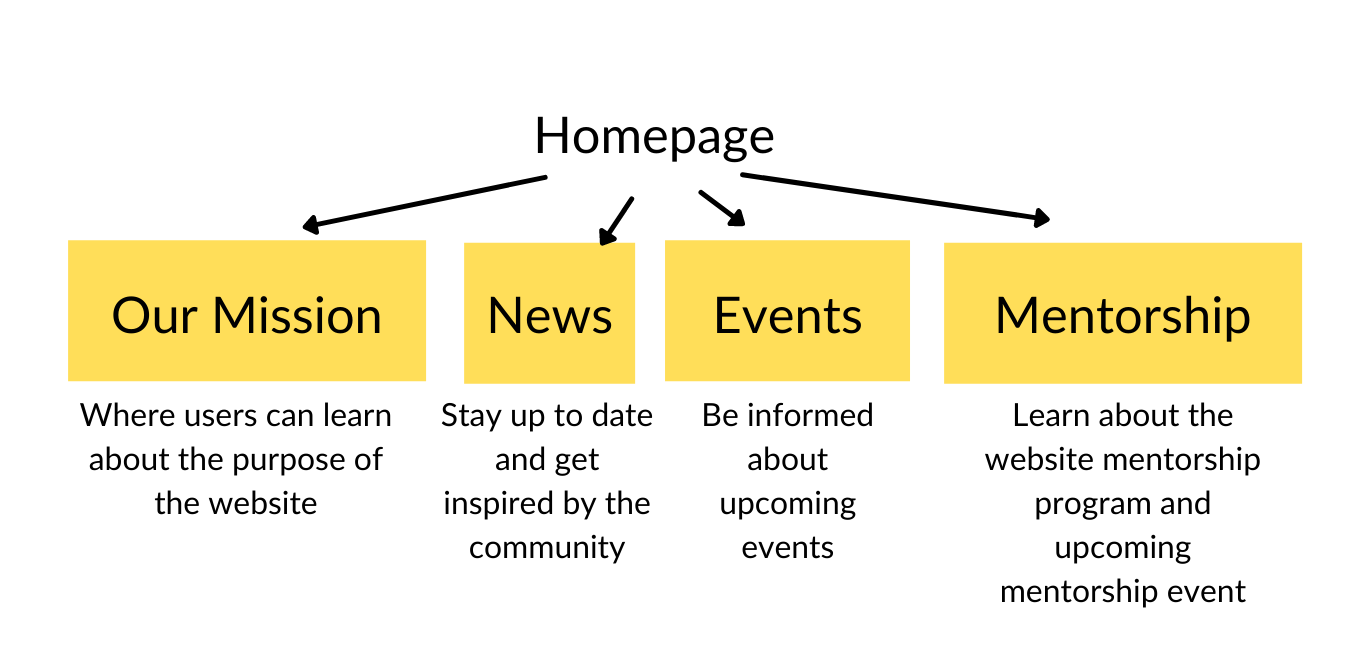 Homepage
Our Mission
News
Events
Mentorship
Where users can learn
about the purpose of
the website
Stay up to date
and get
inspired by the
community
Be informed
about
upcoming
events
Learn about the
website mentorship
program and
upcoming
mentorship event